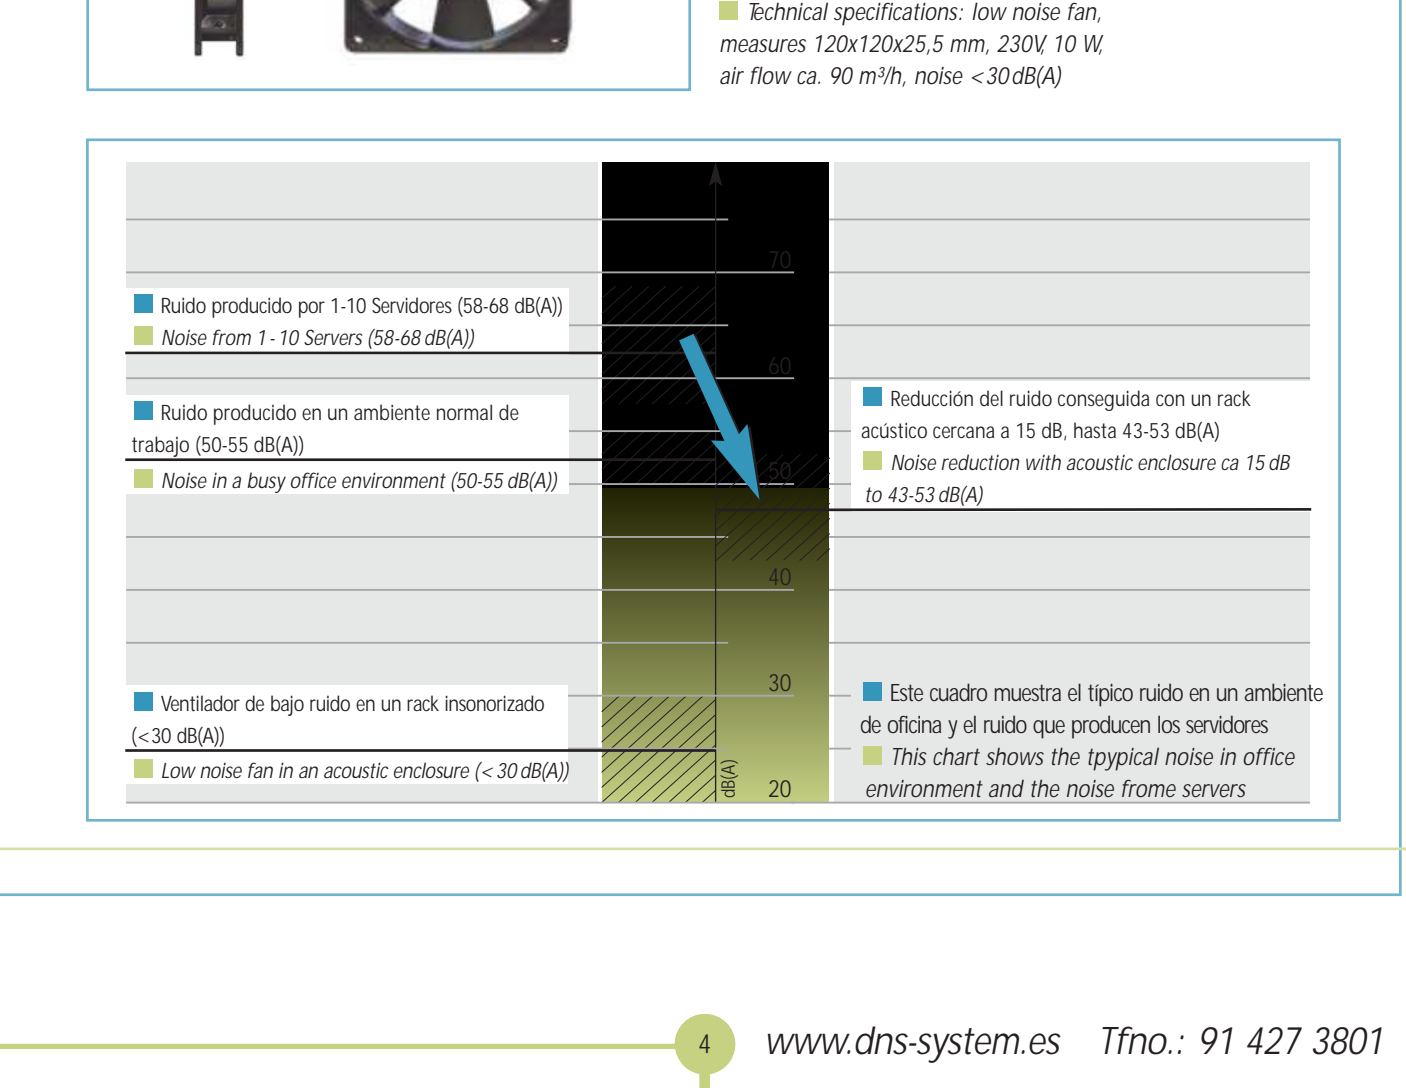 Technical specifications: low noise fan,
measures 120x120x25,5 mm, 230V, 10 W,
air flow ca. 90 m³/h, noise <30 dB(A)
70
60
50
40
30
20
dB(A)
Ruido producido por 1-10 Servidores (58-68 dB(A))
Noise from 1-10 Servers (58-68 dB(A))
Ruido producido en un ambiente normal de
trabajo (50-55 dB(A))
Noise in a busy office environment (50-55 dB(A))
Reducción del ruido conseguida con un rack
acústico cercana a 15 dB, hasta 43-53 dB(A)
Noise reduction with acoustic enclosure ca 15 dB
to 43-53 dB(A)
Ventilador de bajo ruido en un rack insonorizado
(<30 dB(A))
Low noise fan in an acoustic enclosure (< 30 dB(A))
Este cuadro muestra el típico ruido en un ambiente
de oficina y el ruido que producen los servidores
This chart shows the tpypical noise in office
environment and the noise frome servers
4
www.dns-system.es Tfno.: 91 427 3801